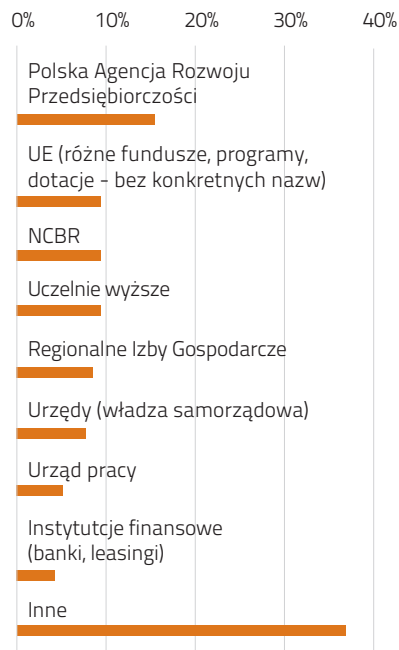 0% 10% 20% 30% 40%
Polska Agencja Rozwoju
Przedsiębiorczości
UE (różne fundusze, programy,
dotacje - bez konkretnych nazw)
NCBR
Uczelnie wyższe
Regionalne Izby Gospodarcze
Urzędy (władza samorządowa)
Urząd pracy
Instytutcje finansowe
(banki, leasingi)
Inne